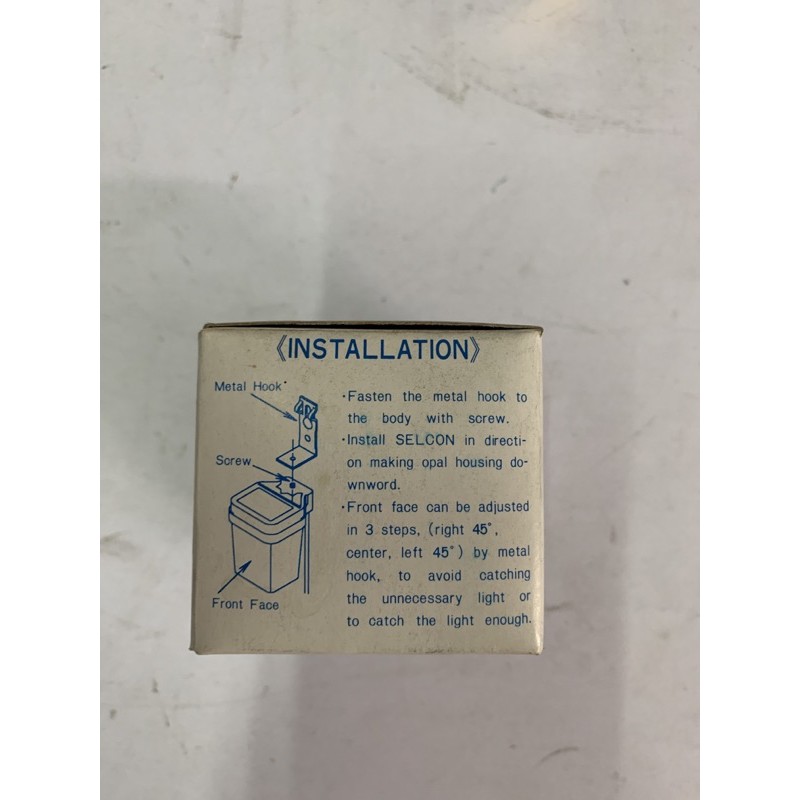 《INSTALLATION》
Metal Hook
Screw
Front Face
·Fasten the metal hook to
the body with screw.
·Install SELCON in directi-
on making opal housing do-
wnword.
·Front face can be adjusted
in 3 steps, (right 45°,
center, left 45°) by metal
hook, to avoid catching
the unnecessary light or
to catch the light enough.